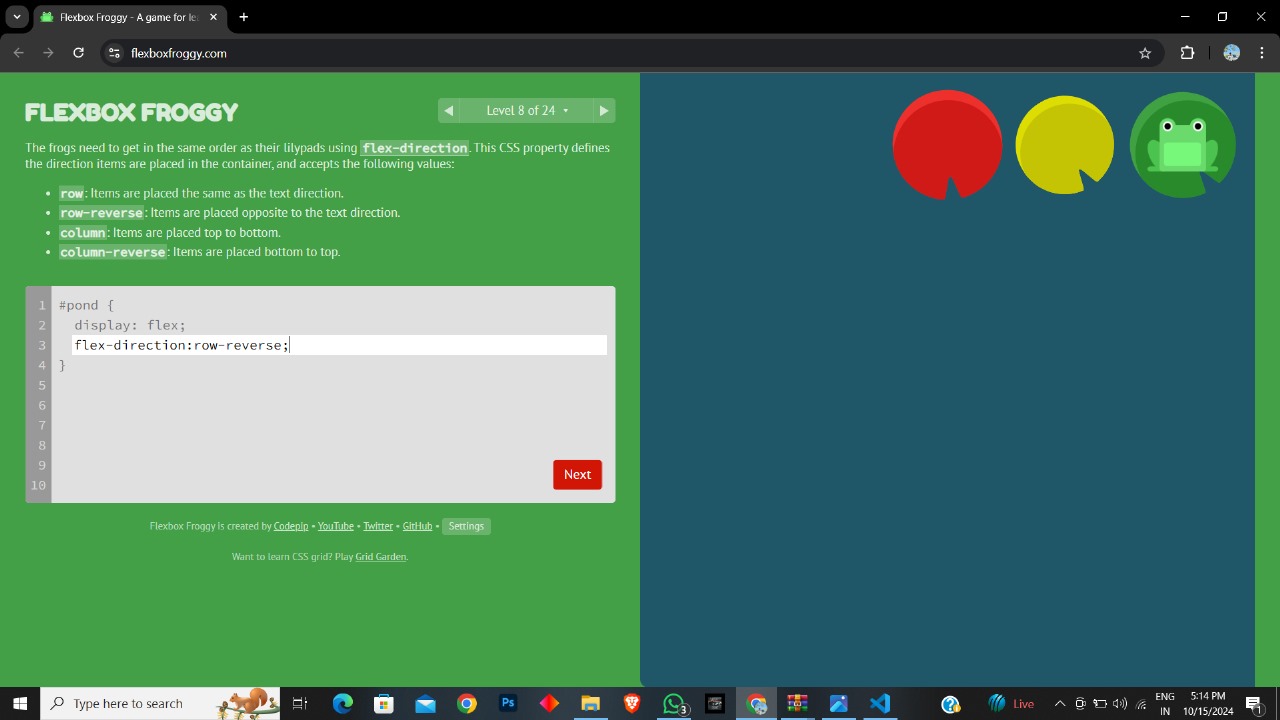 Flexbox Froggy - A game for le
flexboxfroggy.com
FLEXBOX FROGGY
Level 8 of 24
The frogs need to get in the same order as their lilypads using flex-direction. This CSS property defines
the direction items are placed in the container, and accepts the following values:
• row: Items are placed the same as the text direction.
• row-reverse: Items are placed opposite to the text direction.
• column: Items are placed top to bottom.
• column-reverse: Items are placed bottom to top.
1 #pond {
2 display: flex;
3 flex-direction:row-reverse;
4 }
5
6
7
8
9
10
Next
Flexbox Froggy is created by Codepip • YouTube • Twitter • GitHub • Settings
Want to learn CSS grid? Play Grid Garden.
Type here to search
Ps
3
Live
ENG
IN
5:14 PM
10/15/2024
1